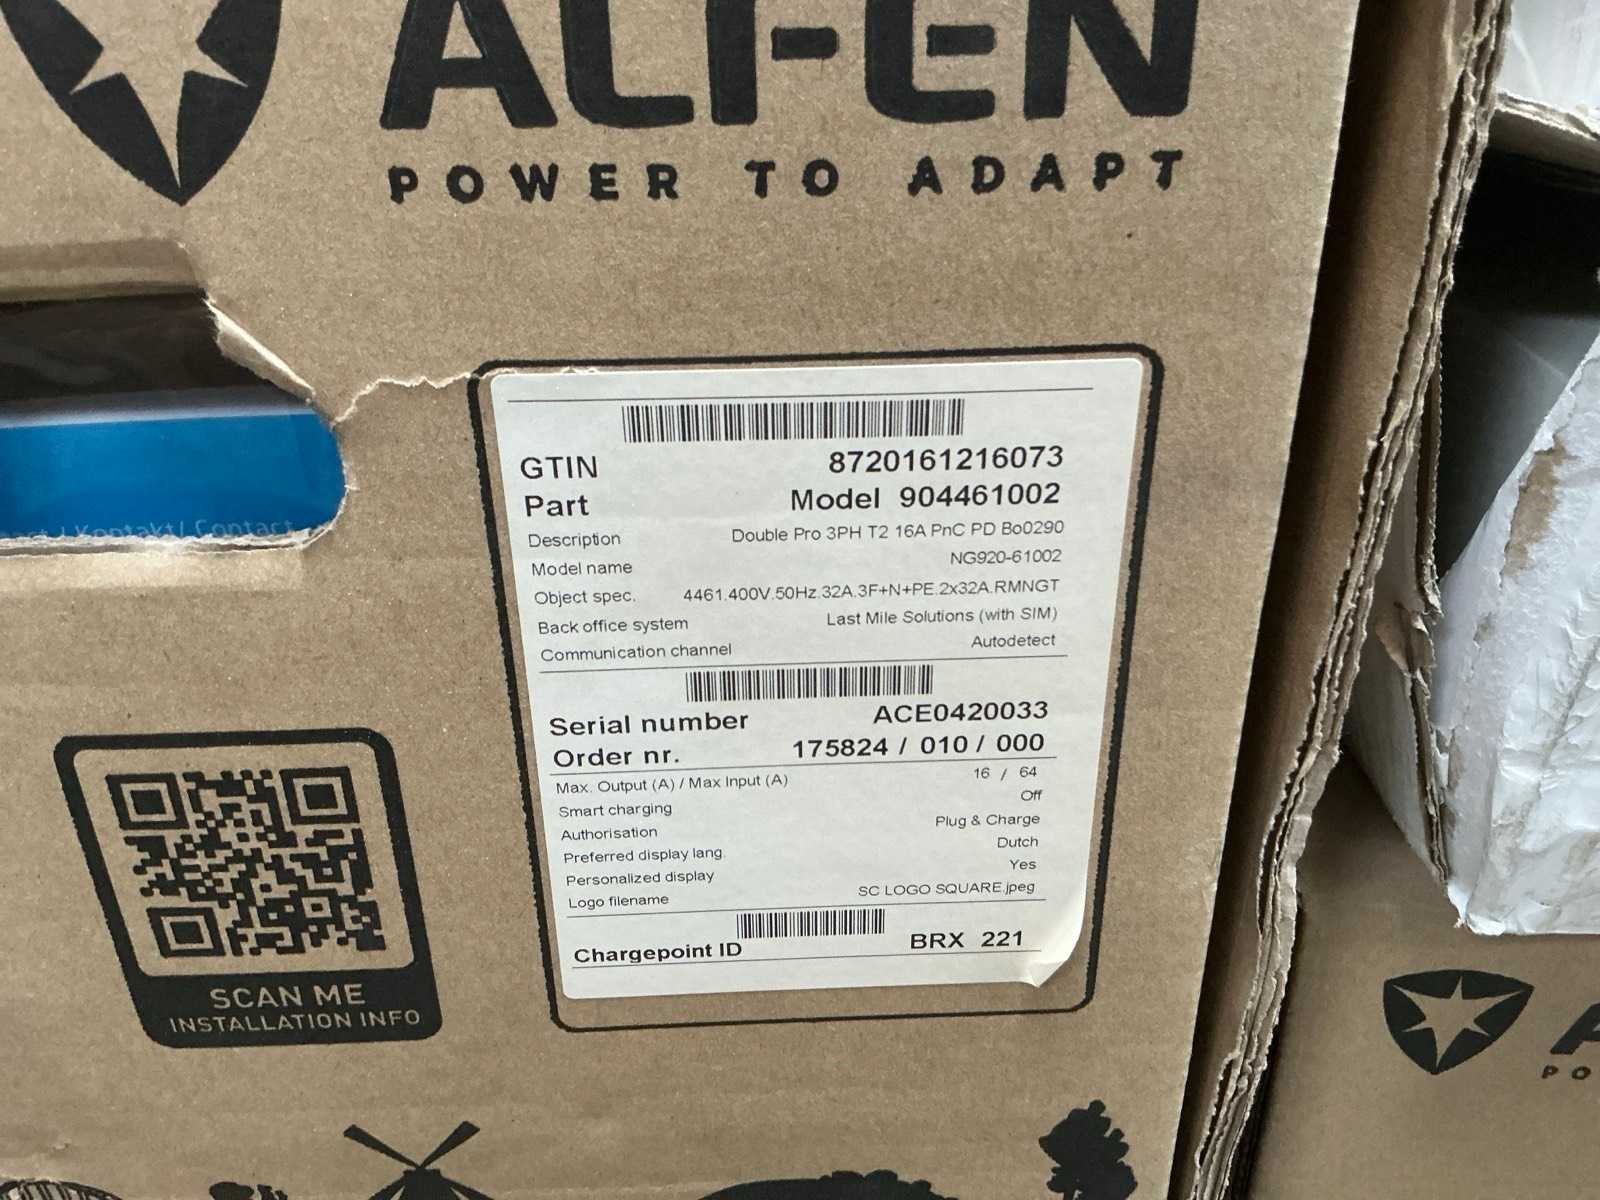 ALFEN
POWER TO ADAPT
Kontakt/ Contact
GTIN 8720161216073
Part Model 904461002
Description Double Pro 3PH T2 16A PnC PD Bo0290
Model name NG920-61002
Object spec. 4461.400V.50Hz.32A.3F+N+PE.2x32A.RMNGT
Back office system Last Mile Solutions (with SIM)
Communication channel Autodetect
Serial number ACE0420033
Order nr. 175824 / 010 / 000
Max. Output (A) / Max Input (A) 16 / 64
Smart charging Off
Authorisation Plug & Charge
Preferred display lang. Dutch
Personalized display Yes
Logo filename SC LOGO SQUARE.jpeg
Chargepoint ID BRX 221
SCAN ME
INSTALLATION INFO